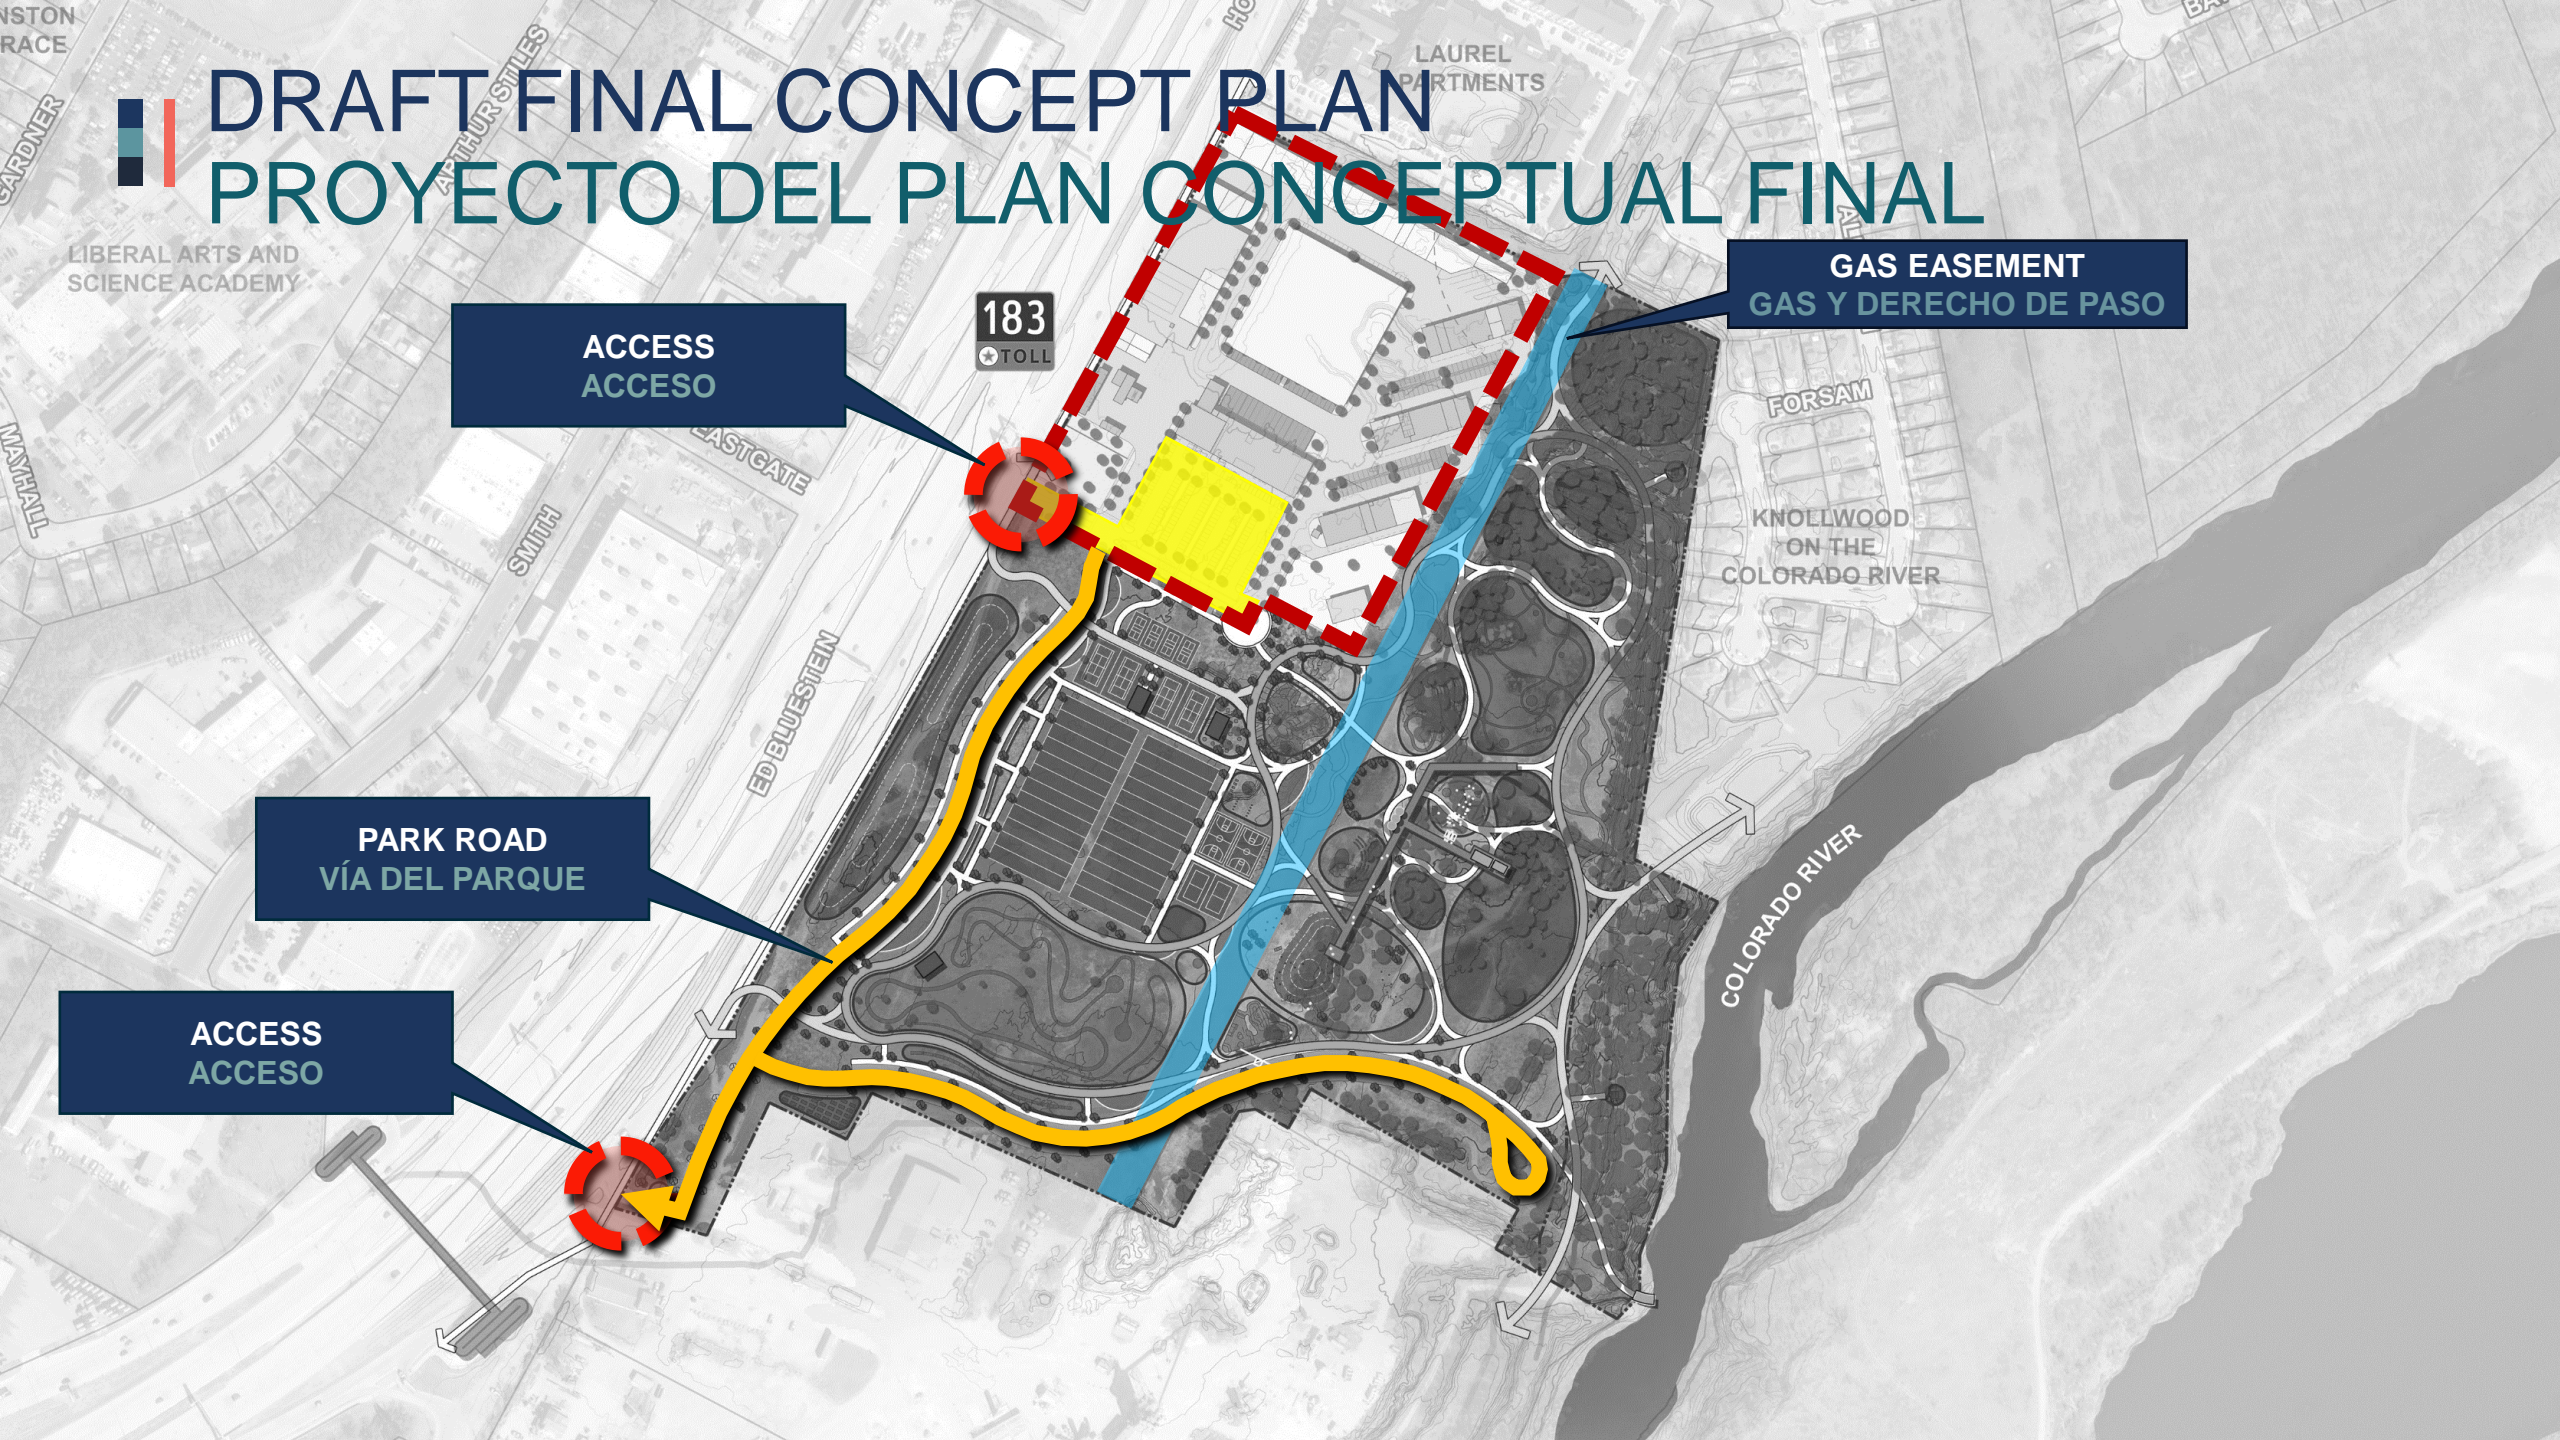 DRAFT FINAL CONCEPT PLAN
PROYECTO DEL PLAN CONCEPTUAL FINAL
GARDNER
ARTHUR STILES
LAUREL
LIBERAL ARTS AND
SCIENCE ACADEMY
GAS EASEMENT
GAS Y DERECHO DE PASO
183
TOLL
ACCESS
ACCESO
FORSAM
MAYHALL
EASTGATE
SMITH
KNOLLWOOD
ON THE
COLORADO RIVER
ED BLUESTEIN
PARK ROAD
VÍA DEL PARQUE
COLORADO RIVER
ACCESS
ACCESO